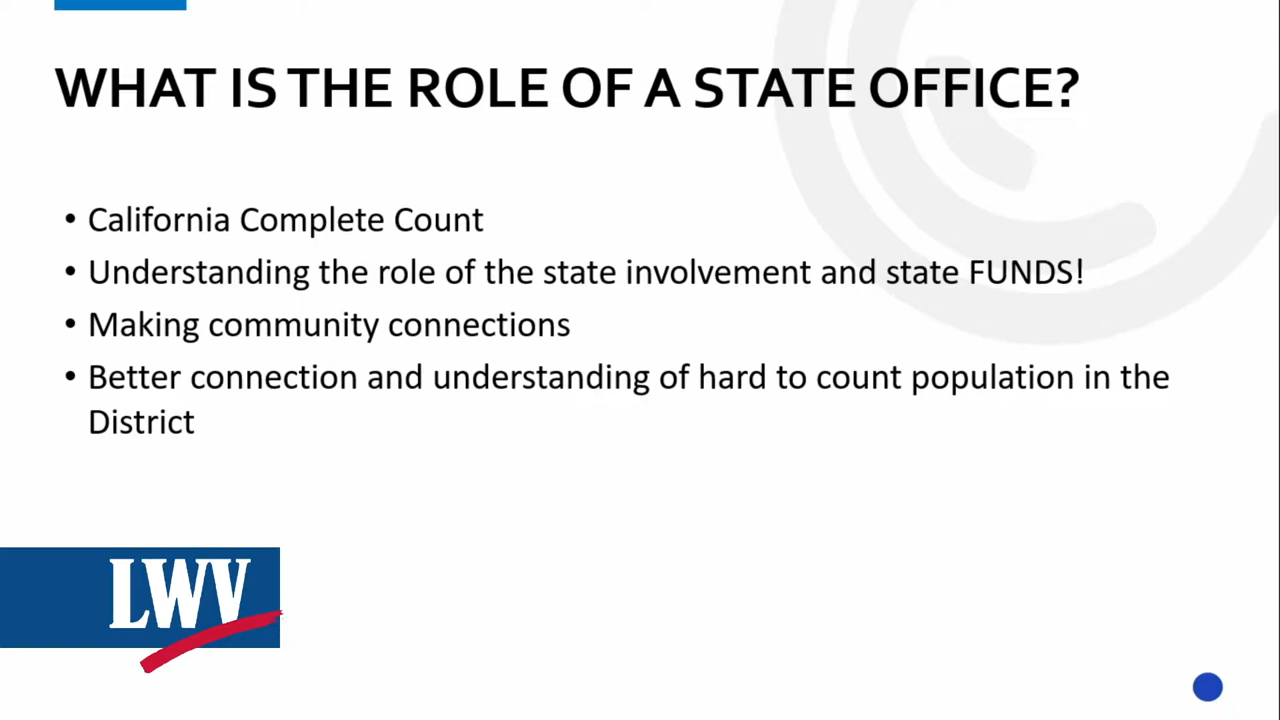 WHAT IS THE ROLE OF A STATE OFFICE?
• California Complete Count
• Understanding the role of the state involvement and state FUNDS!
• Making community connections
• Better connection and understanding of hard to count population in the
District
LWV